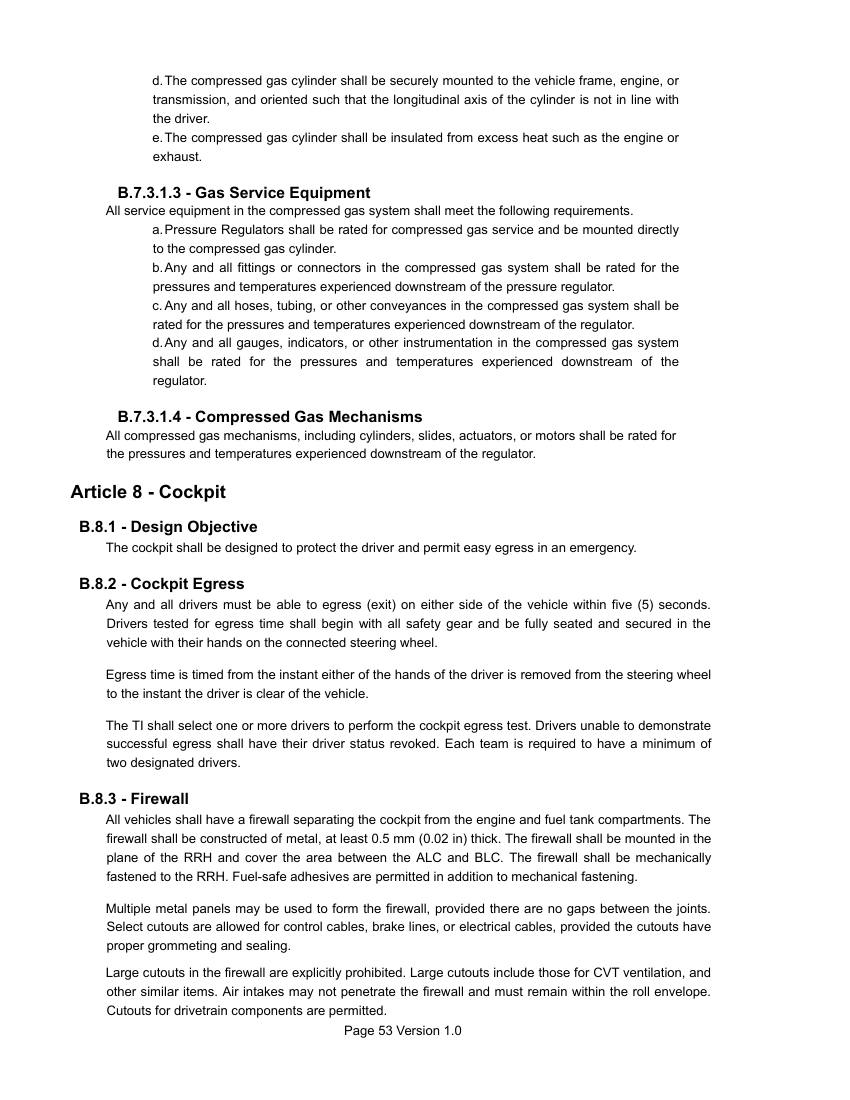 d.The compressed gas cylinder shall be securely mounted to the vehicle frame, engine, or
transmission, and oriented such that the longitudinal axis of the cylinder is not in line with
the driver.
e.The compressed gas cylinder shall be insulated from excess heat such as the engine or
exhaust.
B.7.3.1.3 - Gas Service Equipment
All service equipment in the compressed gas system shall meet the following requirements.
a.Pressure Regulators shall be rated for compressed gas service and be mounted directly
to the compressed gas cylinder.
b.Any and all fittings or connectors in the compressed gas system shall be rated for the
pressures and temperatures experienced downstream of the pressure regulator.
c.Any and all hoses, tubing, or other conveyances in the compressed gas system shall be
rated for the pressures and temperatures experienced downstream of the regulator.
d.Any and all gauges, indicators, or other instrumentation in the compressed gas system
shall be rated for the pressures and temperatures experienced downstream of the
regulator.
B.7.3.1.4 - Compressed Gas Mechanisms
All compressed gas mechanisms, including cylinders, slides, actuators, or motors shall be rated for
the pressures and temperatures experienced downstream of the regulator.
Article 8 - Cockpit
B.8.1 - Design Objective
The cockpit shall be designed to protect the driver and permit easy egress in an emergency.
B.8.2 - Cockpit Egress
Any and all drivers must be able to egress (exit) on either side of the vehicle within five (5) seconds.
Drivers tested for egress time shall begin with all safety gear and be fully seated and secured in the
vehicle with their hands on the connected steering wheel.
Egress time is timed from the instant either of the hands of the driver is removed from the steering wheel
to the instant the driver is clear of the vehicle.
The TI shall select one or more drivers to perform the cockpit egress test. Drivers unable to demonstrate
successful egress shall have their driver status revoked. Each team is required to have a minimum of
two designated drivers.
B.8.3 - Firewall
All vehicles shall have a firewall separating the cockpit from the engine and fuel tank compartments. The
firewall shall be constructed of metal, at least 0.5 mm (0.02 in) thick. The firewall shall be mounted in the
plane of the RRH and cover the area between the ALC and BLC. The firewall shall be mechanically
fastened to the RRH. Fuel-safe adhesives are permitted in addition to mechanical fastening.
Multiple metal panels may be used to form the firewall, provided there are no gaps between the joints.
Select cutouts are allowed for control cables, brake lines, or electrical cables, provided the cutouts have
proper grommeting and sealing.
Large cutouts in the firewall are explicitly prohibited. Large cutouts include those for CVT ventilation, and
other similar items. Air intakes may not penetrate the firewall and must remain within the roll envelope.
Cutouts for drivetrain components are permitted.
Page 53 Version 1.0